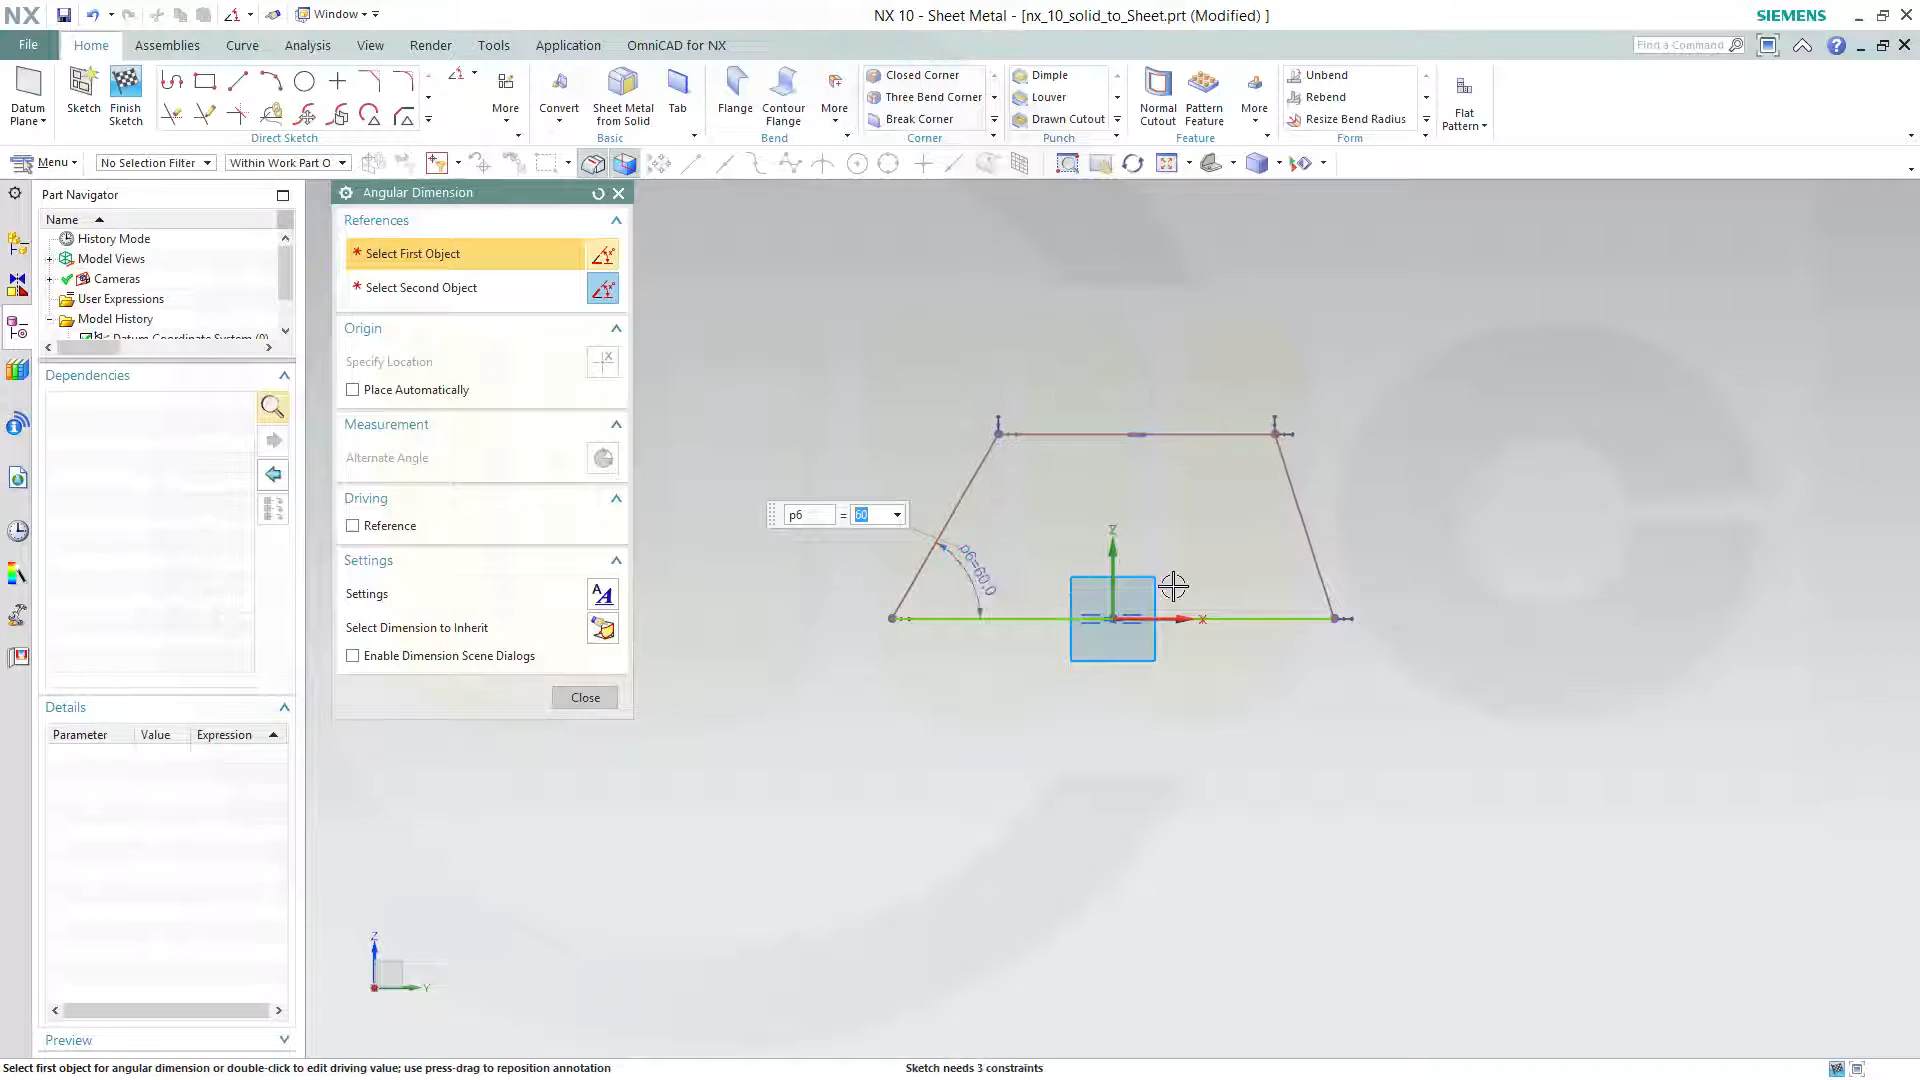 NX
Window
NX 10 - Sheet Metal - [nx_10_solid_to_Sheet.prt (Modified) ]
SIEMENS
File
Home
Assemblies
Curve
Analysis
View
Render
Tools
Application
OmniCAD for NX
Find a Command
Datum
Plane
Sketch
Finish
Sketch
Direct Sketch
More
Convert
Sheet Metal
from Solid
Tab
Basic
Flange
Contour
Flange
More
Bend
Closed Corner
Three Bend Corner
Break Corner
Corner
Dimple
Louver
Drawn Cutout
Punch
Normal
Cutout
Pattern
Feature
More
Feature
Unbend
Rebend
Resize Bend Radius
Form
Flat
Pattern
Menu
No Selection Filter
Within Work Part O
Part Navigator
Name
History Mode
Model Views
Cameras
User Expressions
Model History
Datum Coordinate System (0)
Dependencies
Details
Parameter
Value
Expression
Preview
Angular Dimension
References
* Select First Object
* Select Second Object
Origin
Specify Location
Place Automatically
Measurement
Alternate Angle
Driving
Reference
Settings
Settings
Select Dimension to Inherit
Enable Dimension Scene Dialogs
Close
p6 = 60
p6=60,0
Z
X
Z
Y
Select first object for angular dimension or double-click to edit driving value; use press-drag to reposition annotation
Sketch needs 3 constraints